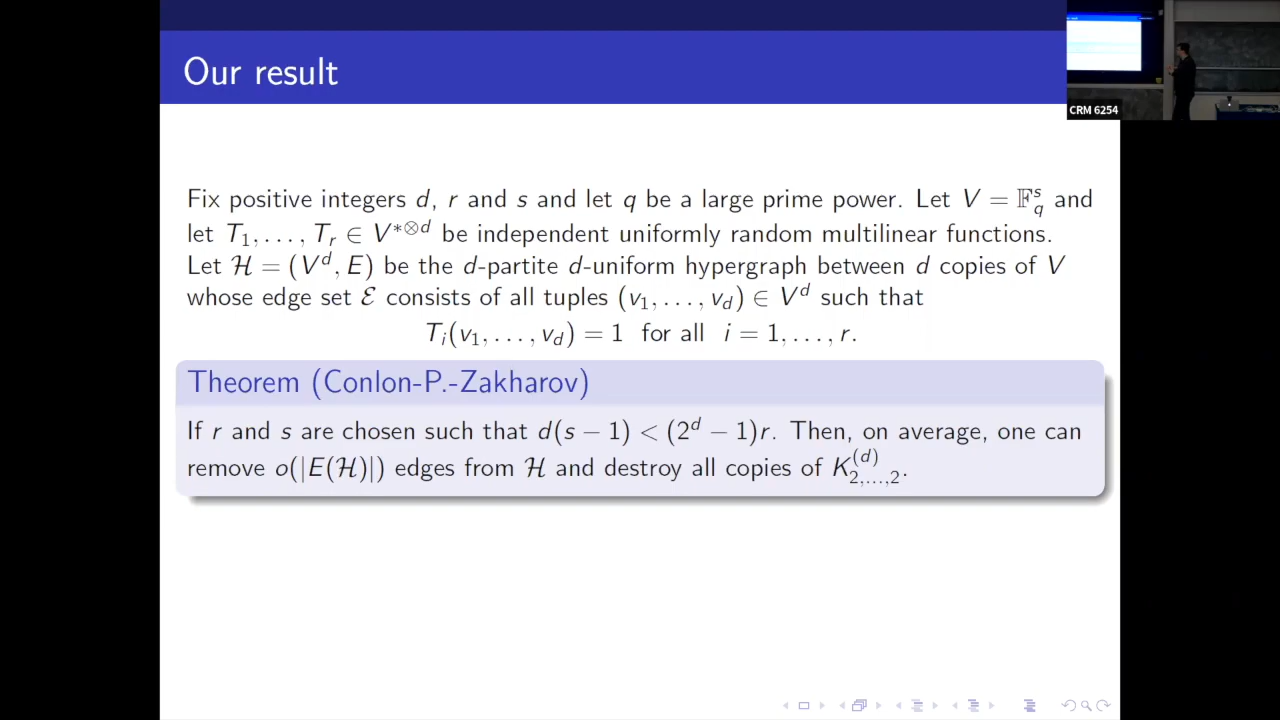 Our result
CRM 6254
Fix positive integers d, r and s and let q be a large prime power. Let V = 𝔽_q^s and
let T_1, . . . , T_r ∈ V^{*⊗d} be independent uniformly random multilinear functions.
Let ℋ = (V^d, E) be the d-partite d-uniform hypergraph between d copies of V
whose edge set ℰ consists of all tuples (v_1, . . . , v_d) ∈ V^d such that
T_i(v_1, . . . , v_d) = 1 for all i = 1, . . . , r.
Theorem (Conlon-P.-Zakharov)
If r and s are chosen such that d(s − 1) < (2^d − 1)r. Then, on average, one can
remove o(|E(ℋ)|) edges from ℋ and destroy all copies of K_{2,...,2}^{(d)}.